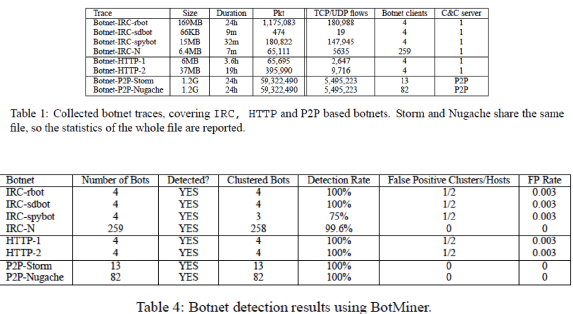 Trace Size Duration Pkt TCP/UDP flows Botnet clients C&C server
Botnet-IRC-rbot 169MB 24h 1,175,083 180,988 4 1
Botnet-IRC-sdbot 66KB 9m 474 19 4 1
Botnet-IRC-spybot 15MB 32m 180,822 147,945 4 1
Botnet-IRC-N 6.4MB 7m 65,111 5635 259 1
Botnet-HTTP-1 6MB 3.6h 65,695 2,647 4 1
Botnet-HTTP-2 37MB 19h 395,990 9,716 4 1
Botnet-P2P-Storm 1.2G 24h 59,322,490 5,495,223 13 P2P
Botnet-P2P-Nugache 1.2G 24h 59,322,490 5,495,223 82 P2P
Table 1: Collected botnet traces, covering IRC, HTTP and P2P based botnets. Storm and Nugache share the same
file, so the statistics of the whole file are reported.
Botnet Number of Bots Detected? Clustered Bots Detection Rate False Positive Clusters/Hosts FP Rate
IRC-rbot 4 YES 4 100% 1/2 0.003
IRC-sdbot 4 YES 4 100% 1/2 0.003
IRC-spybot 4 YES 3 75% 1/2 0.003
IRC-N 259 YES 258 99.6% 0 0
HTTP-1 4 YES 4 100% 1/2 0.003
HTTP-2 4 YES 4 100% 1/2 0.003
P2P-Storm 13 YES 13 100% 0 0
P2P-Nugache 82 YES 82 100% 0 0
Table 4: Botnet detection results using BotMiner.